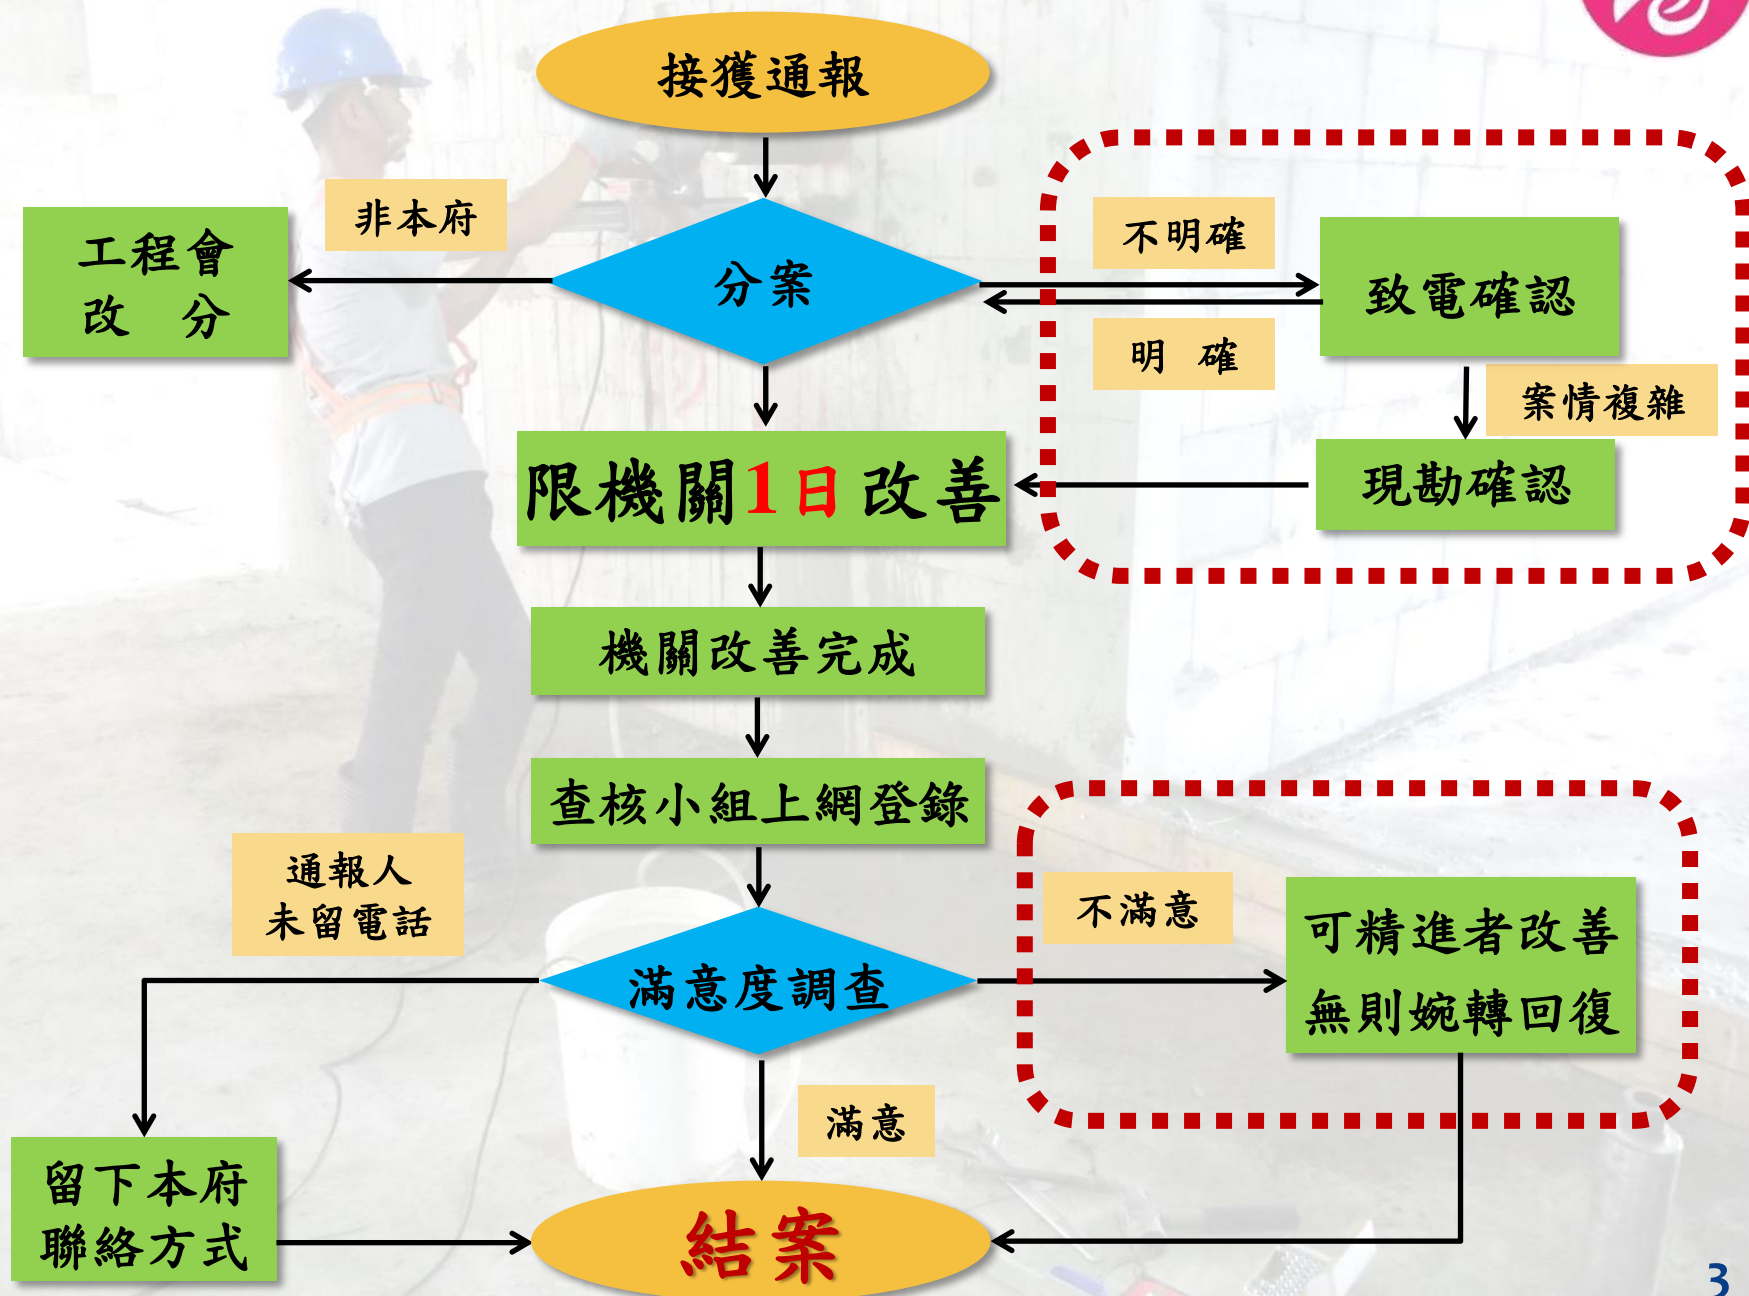 接獲通報
非本府
工程會
改 分
分案
不明確
致電確認
明 確
案情複雜
限機關1日改善
現勘確認
機關改善完成
查核小組上網登錄
通報人
未留電話
不滿意
可精進者改善
無則婉轉回復
滿意度調查
滿意
留下本府
聯絡方式
結案
3